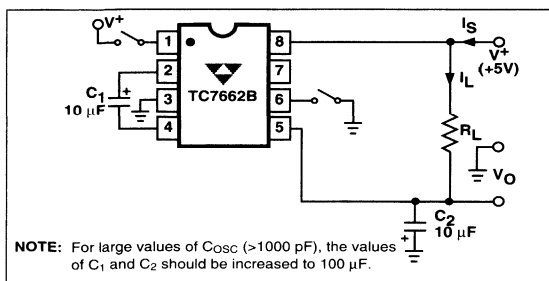 V+
IS
1
8
V+
(+5V)
2
7
IL
C1
+
10 µF
TC7662B
3
6
RL
4
5
VO
C2
10 µF
+
NOTE: For large values of COSC (>1000 pF), the values
of C1 and C2 should be increased to 100 µF.